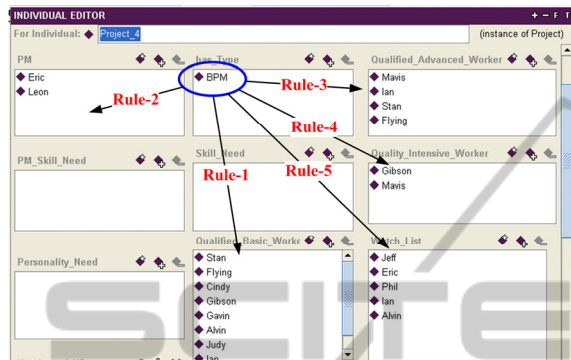 INDIVIDUAL EDITOR + − F T
For Individual: Project_4 (instance of Project)
PM
Eric
Leon
has_Type
BPM
Qualified_Advanced_Worker
Mavis
Ian
Stan
Flying
Rule-2
Rule-3
Rule-4
PM_Skill_Need
Skill_Need
Quality_Intensive_Worker
Gibson
Mavis
Rule-1
Rule-5
Personality_Need
Qualified_Basic_Worke
Stan
Flying
Cindy
Gibson
Gavin
Alvin
Judy
Ian
Watch_List
Jeff
Eric
Phil
Ian
Alvin
SCITE